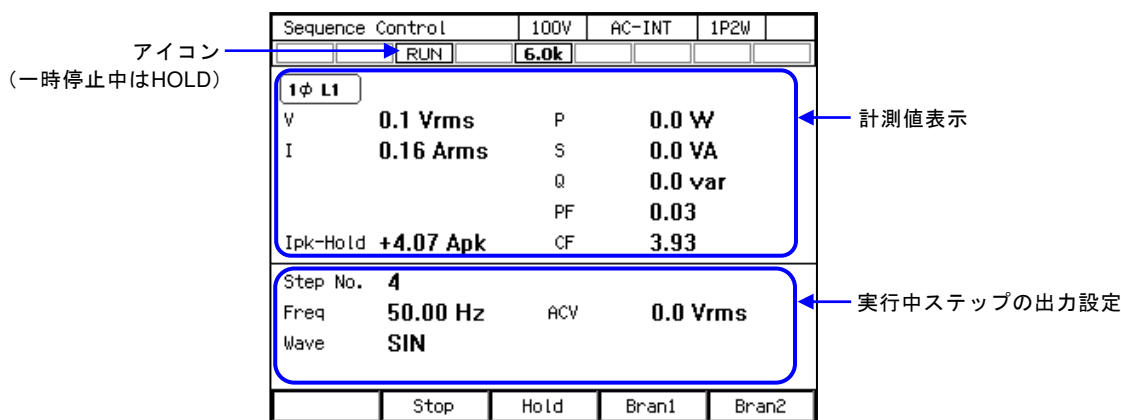 Sequence Control 100V AC-INT 1P2W
アイコン
(一時停止中はHOLD)
RUN 6.0k
1φ L1
V 0.1 Vrms P 0.0 W
計測値表示
I 0.16 Arms S 0.0 VA
Q 0.0 var
PF 0.03
Ipk-Hold +4.07 Apk CF 3.93
Step No. 4
Freq 50.00 Hz ACV 0.0 Vrms
実行中ステップの出力設定
Wave SIN
Stop Hold Bran1 Bran2